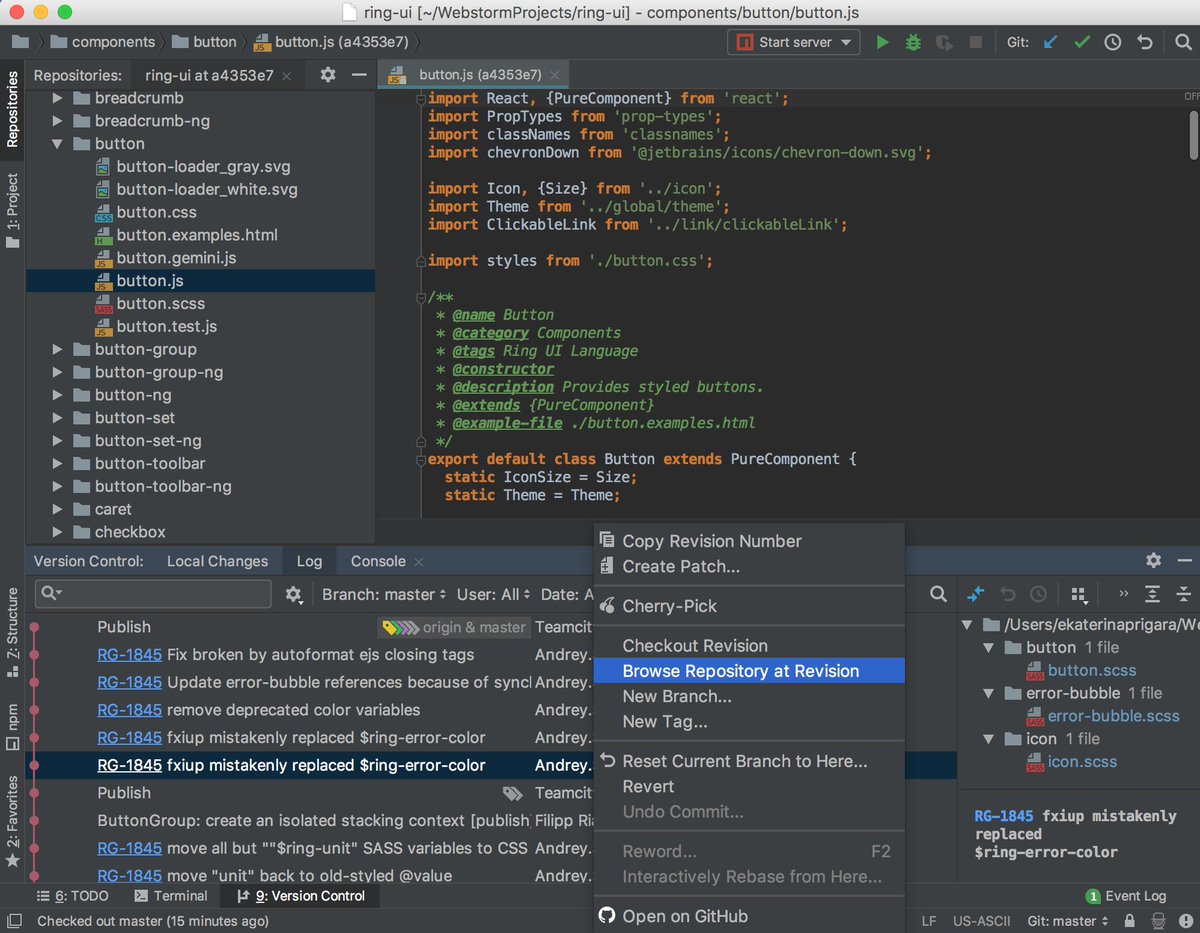 ring-ui [~/WebstormProjects/ring-ui] - components/button/button.js
components button button.js (a4353e7) Start server Git:
Repositories: ring-ui at a4353e7 button.js (a4353e7)
Repositories
1: Project
breadcrumb
breadcrumb-ng
button
button-loader_gray.svg
button-loader_white.svg
button.css
button.examples.html
button.gemini.js
button.js
button.scss
button.test.js
button-group
button-group-ng
button-ng
button-set
button-set-ng
button-toolbar
button-toolbar-ng
caret
checkbox
OFF
import React, {PureComponent} from 'react';
import PropTypes from 'prop-types';
import classNames from 'classnames';
import chevronDown from '@jetbrains/icons/chevron-down.svg';
import Icon, {Size} from '../icon';
import Theme from '../global/theme';
import ClickableLink from '../link/clickableLink';
import styles from './button.css';
/**
* @name Button
* @category Components
* @tags Ring UI Language
* @constructor
* @description Provides styled buttons.
* @extends {PureComponent}
* @example-file ./button.examples.html
*/
export default class Button extends PureComponent {
static IconSize = Size;
static Theme = Theme;
Version Control: Local Changes Log Console
Branch: master User: All Date: A
Z: Structure
npm
2: Favorites
Publish origin & master Teamcit
RG-1845 Fix broken by autoformat ejs closing tags Andrey.
RG-1845 Update error-bubble references because of syncl Andrey.
RG-1845 remove deprecated color variables Andrey.
RG-1845 fxiup mistakenly replaced $ring-error-color Andrey.
RG-1845 fxiup mistakenly replaced $ring-error-color Andrey.
Publish Teamcit
ButtonGroup: create an isolated stacking context [publish] Filipp Ria
RG-1845 move all but ""$ring-unit" SASS variables to CSS Andrey.
RG-1845 move "unit" back to old-styled @value Andrey.
Copy Revision Number
Create Patch...
Cherry-Pick
Checkout Revision
Browse Repository at Revision
New Branch...
New Tag...
Reset Current Branch to Here...
Revert
Undo Commit...
Reword... F2
Interactively Rebase from Here...
Open on GitHub
/Users/ekaterinaprigara/We
button 1 file
button.scss
error-bubble 1 file
error-bubble.scss
icon 1 file
icon.scss
RG-1845 fxiup mistakenly
replaced
$ring-error-color
6: TODO Terminal 9: Version Control 1 Event Log
Checked out master (15 minutes ago) LF US-ASCII Git: master